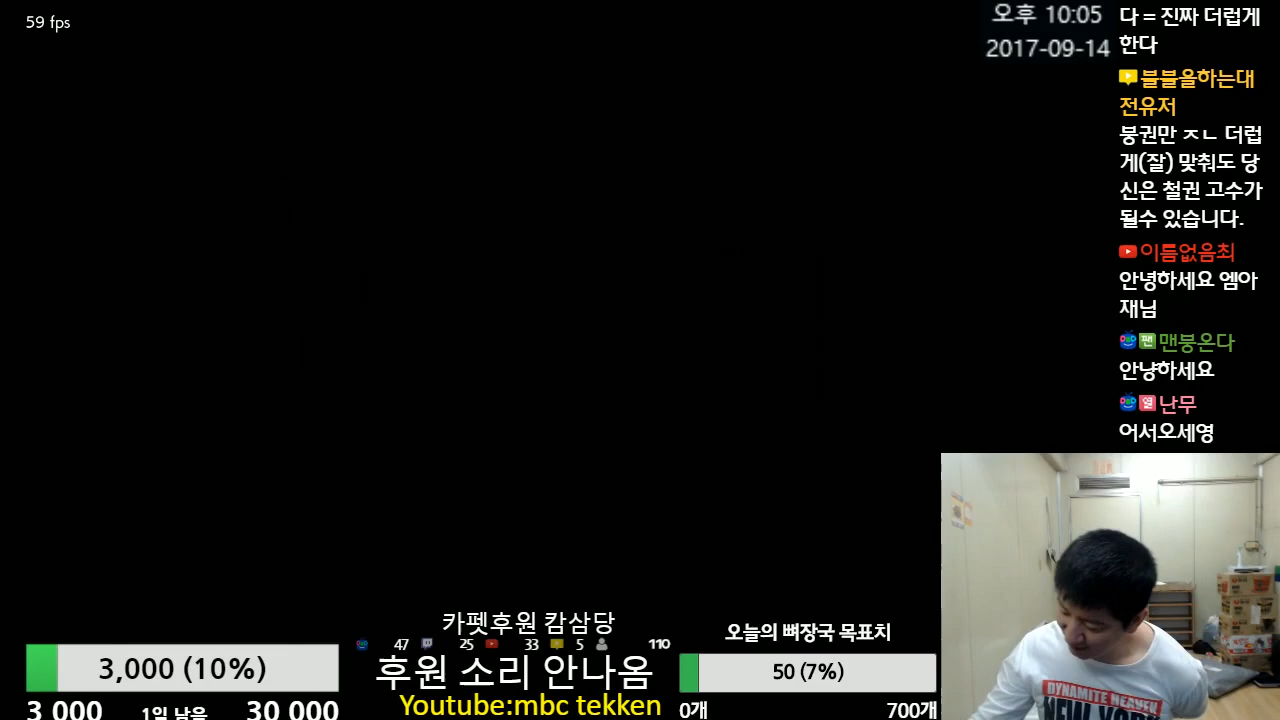 59 fps
오후 10:05
2017-09-14
다 = 진짜 더럽게
한다
블블을하는대
전유저
붕권만 ㅈㄴ 더럽
게(잘) 맞춰도 당
신은 철권 고수가
될수 있습니다.
이름없음최
안녕하세요 엠아
재님
팬 맨붕온다
안냥하세요
열 난무
어서오세영
카펫후원 캄삼당
47 25 33 5 110
후원 소리 안나옴
Youtube:mbc tekken
3,000 (10%)
3 000 1일 남음 30 000
오늘의 뼈장국 목표치
50 (7%)
0개 700개
DYNAMITE HEAVEN
NEW YORK